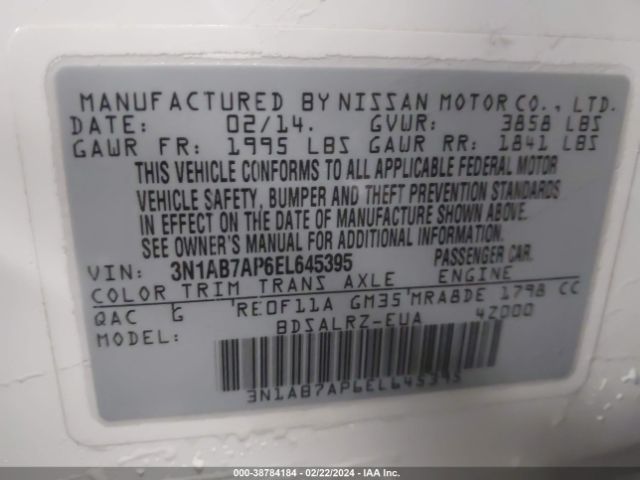 MANUFACTURED BY NISSAN MOTOR CO., LTD.
DATE: 02/14. GVWR: 3858 LBS
GAWR FR: 1995 LBS GAWR RR: 1841 LBS
THIS VEHICLE CONFORMS TO ALL APPLICABLE FEDERAL MOTOR
VEHICLE SAFETY, BUMPER AND THEFT PREVENTION STANDARDS
IN EFFECT ON THE DATE OF MANUFACTURE SHOWN ABOVE.
SEE OWNER'S MANUAL FOR ADDITIONAL INFORMATION.
VIN: 3N1AB7AP6EL645395 PASSENGER CAR.
COLOR TRIM TRANS AXLE ENGINE
QAC G RE0F11A GM35 MRA8DE 1798 CC
MODEL: BDSALRZ-EUA 4Z000
3N1AB7AP6EL645395
000-38784184 - 02/22/2024 - IAA Inc.